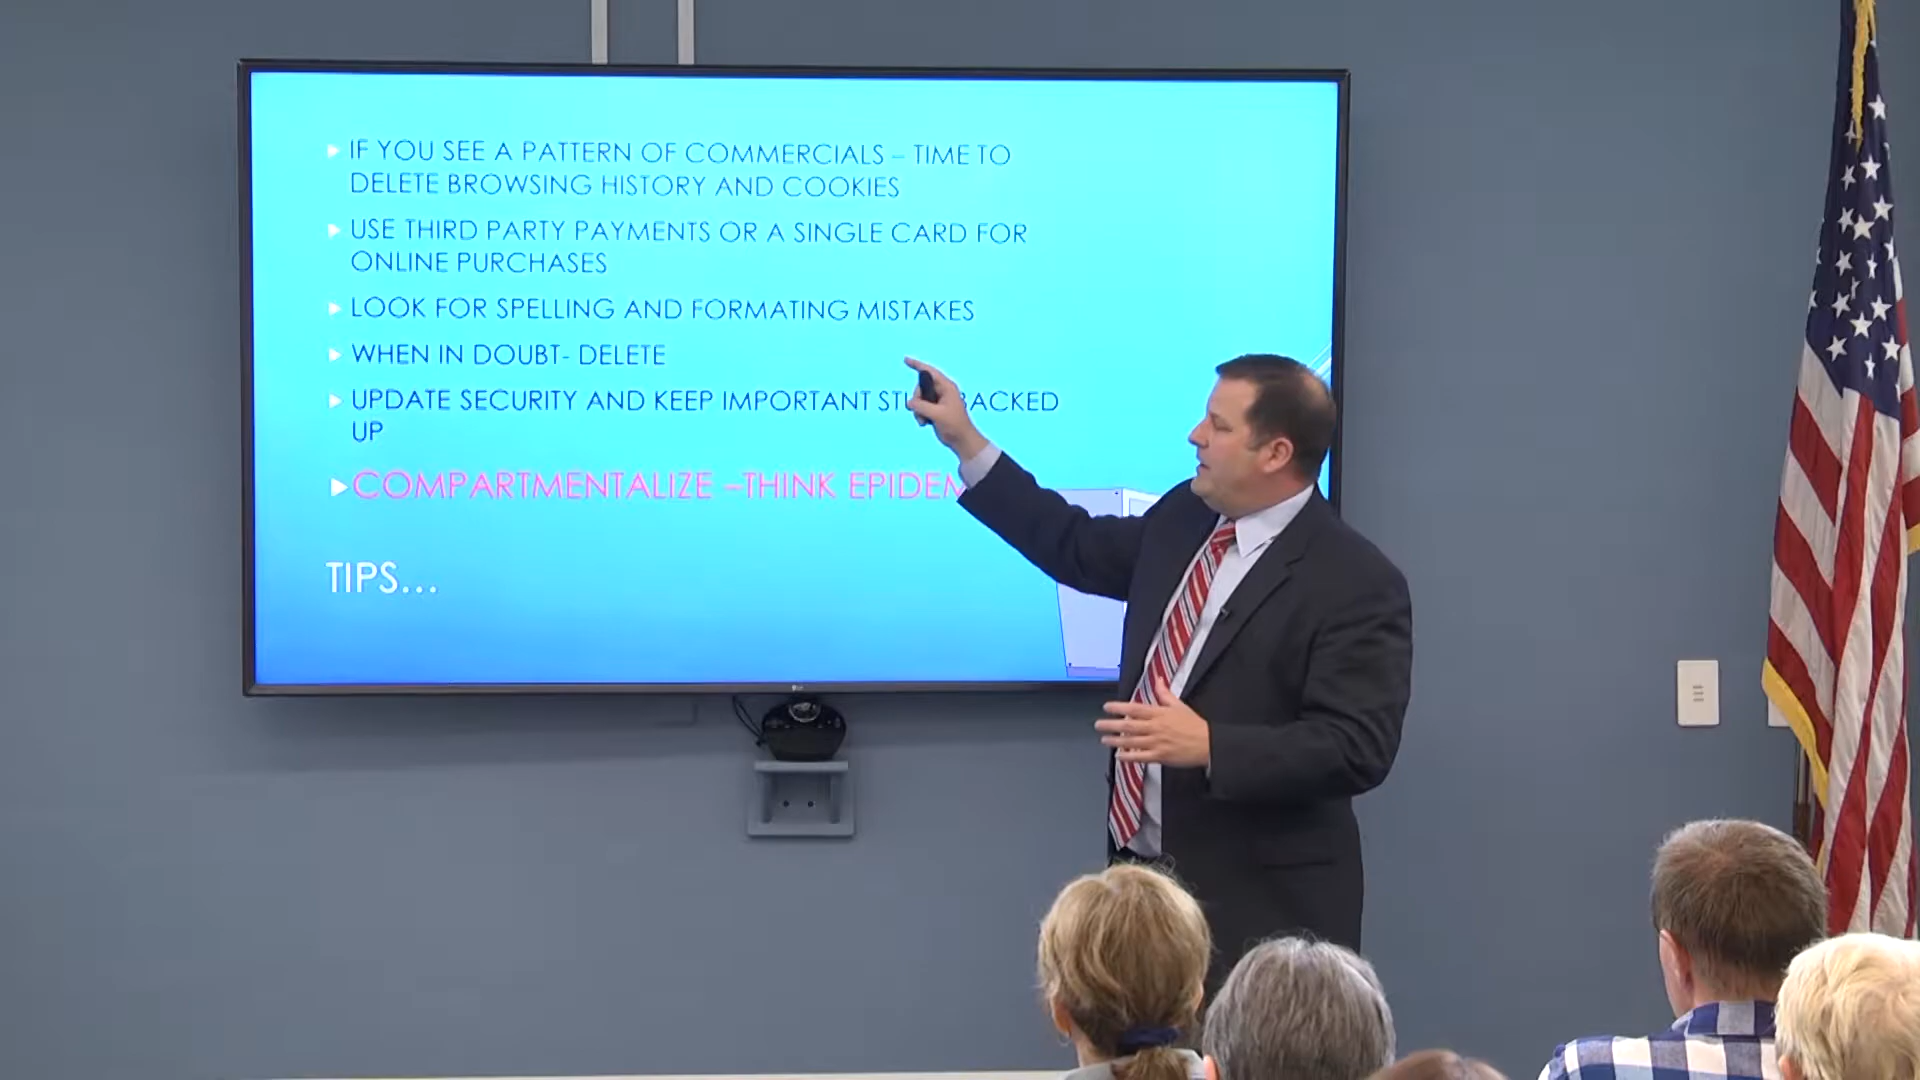 IF YOU SEE A PATTERN OF COMMERCIALS – TIME TO
DELETE BROWSING HISTORY AND COOKIES
USE THIRD PARTY PAYMENTS OR A SINGLE CARD FOR
ONLINE PURCHASES
LOOK FOR SPELLING AND FORMATING MISTAKES
WHEN IN DOUBT- DELETE
UPDATE SECURITY AND KEEP IMPORTANT BACKED
UP
COMPARTMENTALIZE –THINK
TIPS...